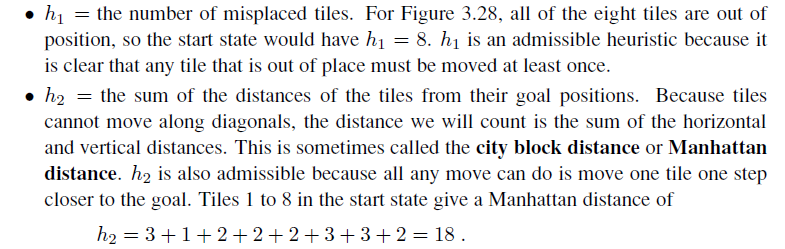 • h1 = the number of misplaced tiles. For Figure 3.28, all of the eight tiles are out of
position, so the start state would have h1 = 8. h1 is an admissible heuristic because it
is clear that any tile that is out of place must be moved at least once.
• h2 = the sum of the distances of the tiles from their goal positions. Because tiles
cannot move along diagonals, the distance we will count is the sum of the horizontal
and vertical distances. This is sometimes called the city block distance or Manhattan
distance. h2 is also admissible because all any move can do is move one tile one step
closer to the goal. Tiles 1 to 8 in the start state give a Manhattan distance of
h2 = 3 + 1 + 2 + 2 + 2 + 3 + 3 + 2 = 18 .